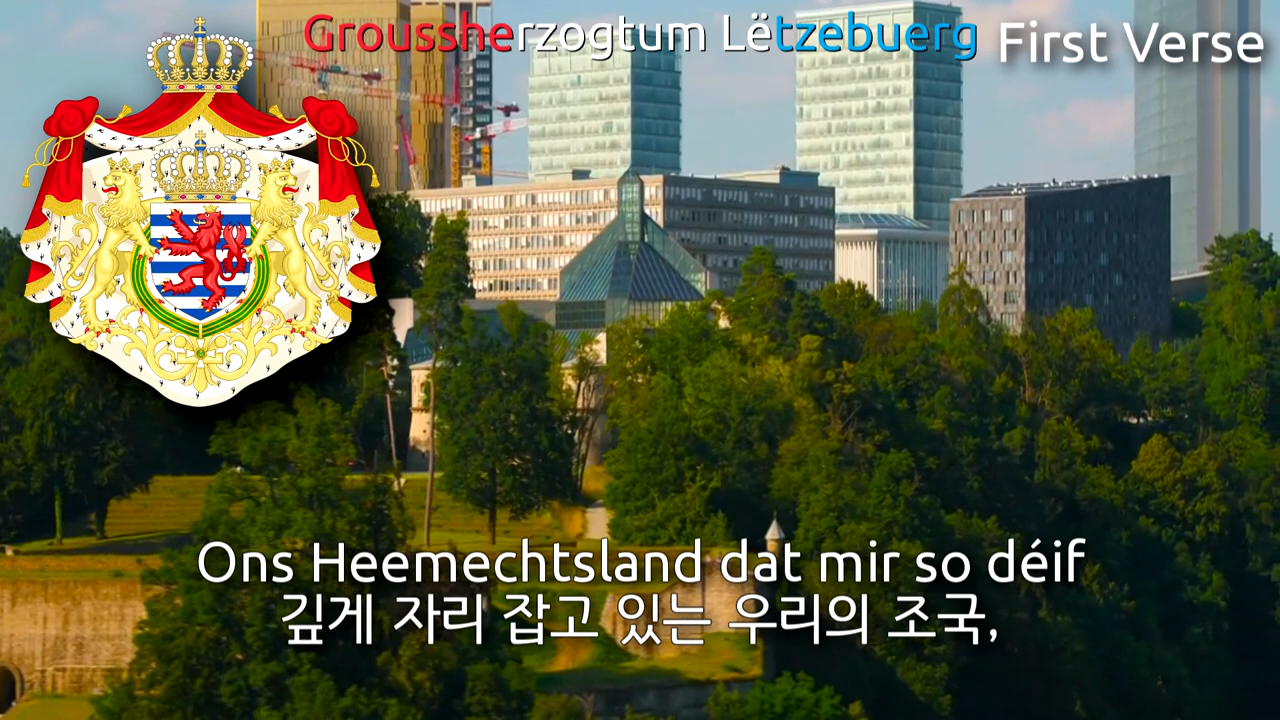 Groussherzogtum Lëtzebuerg
First Verse
Ons Heemechtsland dat mir so déif
깊게 자리 잡고 있는 우리의 조국,